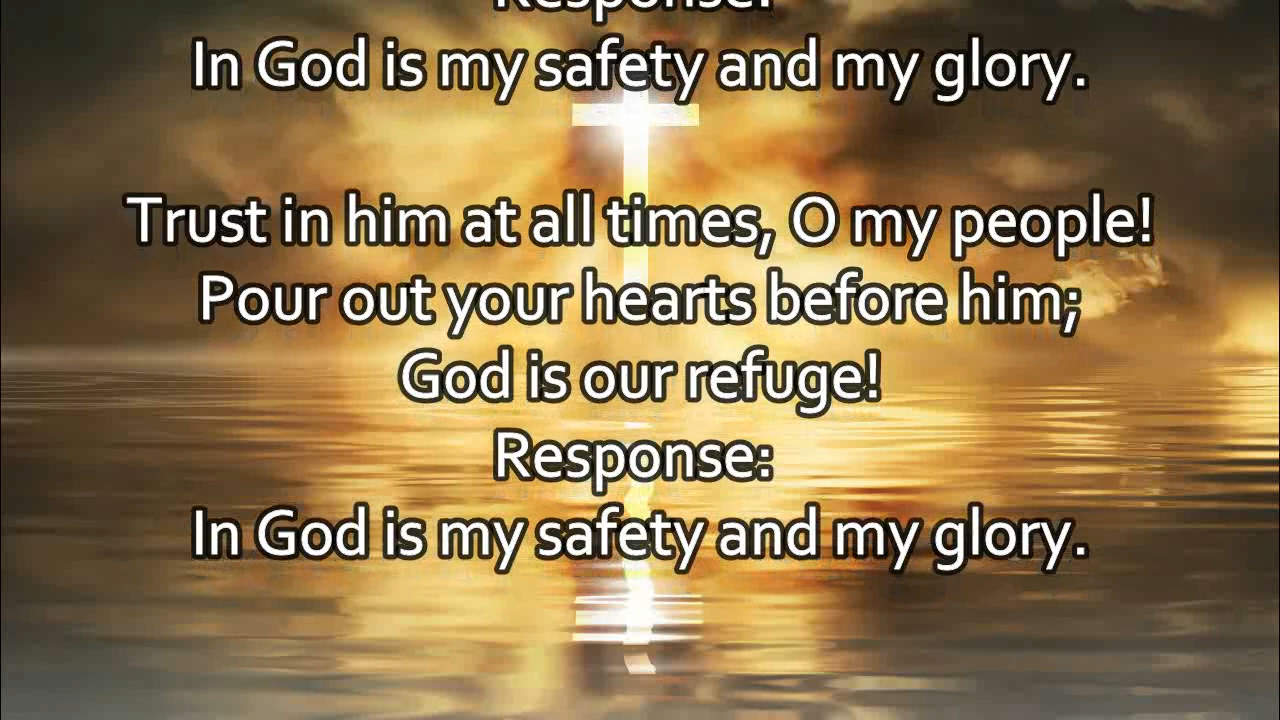 Response:
In God is my safety and my glory.
Trust in him at all times, O my people!
Pour out your hearts before him;
God is our refuge!
Response:
In God is my safety and my glory.